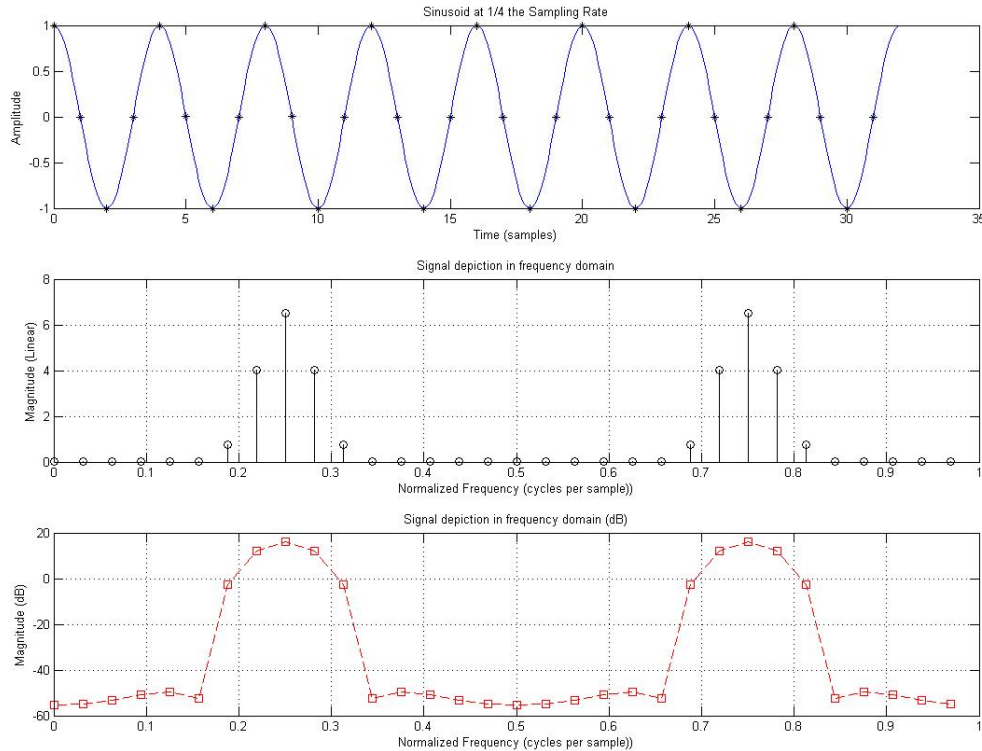 Sinusoid at 1/4 the Sampling Rate
Amplitude
1
0.5
0
-0.5
-1
0 5 10 15 20 25 30 35
Time (samples)
Signal depiction in frequency domain
Magnitude (Linear)
8
6
4
2
0
0 0.1 0.2 0.3 0.4 0.5 0.6 0.7 0.8 0.9 1
Normalized Frequency (cycles per sample))
Signal depiction in frequency domain (dB)
Magnitude (dB)
20
0
-20
-40
-60
0 0.1 0.2 0.3 0.4 0.5 0.6 0.7 0.8 0.9 1
Normalized Frequency (cycles per sample))